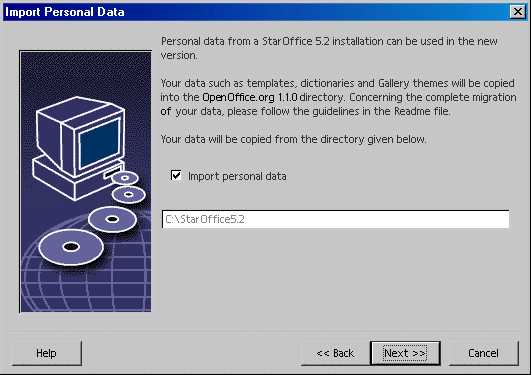 Import Personal Data
Personal data from a StarOffice 5.2 installation can be used in the new
version.
Your data such as templates, dictionaries and Gallery themes will be copied
into the OpenOffice.org 1.1.0 directory. Concerning the complete migration
of your data, please follow the guidelines in the Readme file.
Your data will be copied from the directory given below.
Import personal data
C:\StarOffice5.2
Help
<< Back
Next >>
Cancel